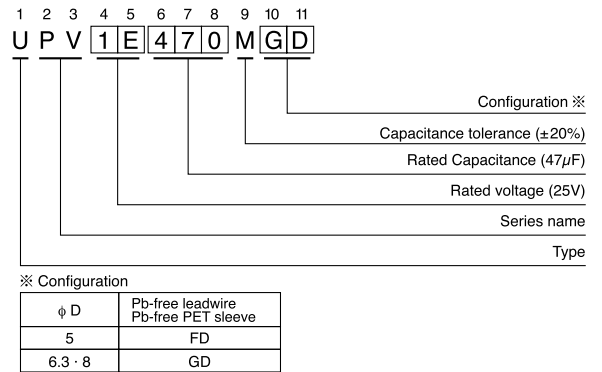 1 2 3 4 5 6 7 8 9 10 11
U P V 1 E 4 7 0 M G D
Configuration ※
Capacitance tolerance (±20%)
Rated Capacitance (47µF)
Rated voltage (25V)
Series name
Type
※ Configuration
ϕ D
Pb-free leadwire
Pb-free PET sleeve
5 FD
6.3 · 8 GD